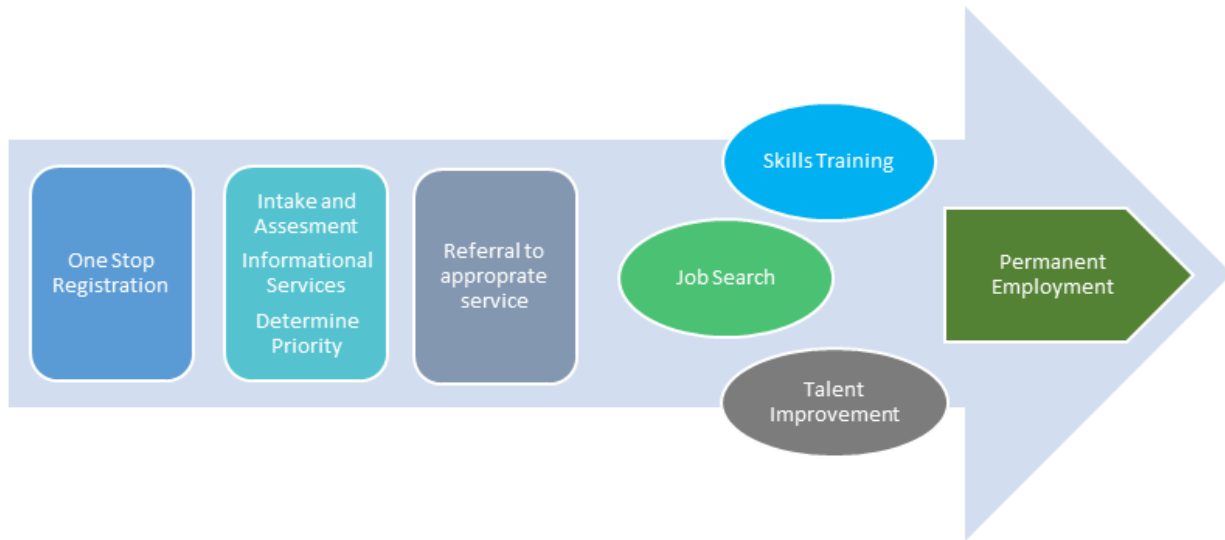 One Stop
Registration
Intake and
Assesment
Informational
Services
Determine
Priority
Referral to
approprate
service
Skills Training
Job Search
Talent
Improvement
Permanent
Employment